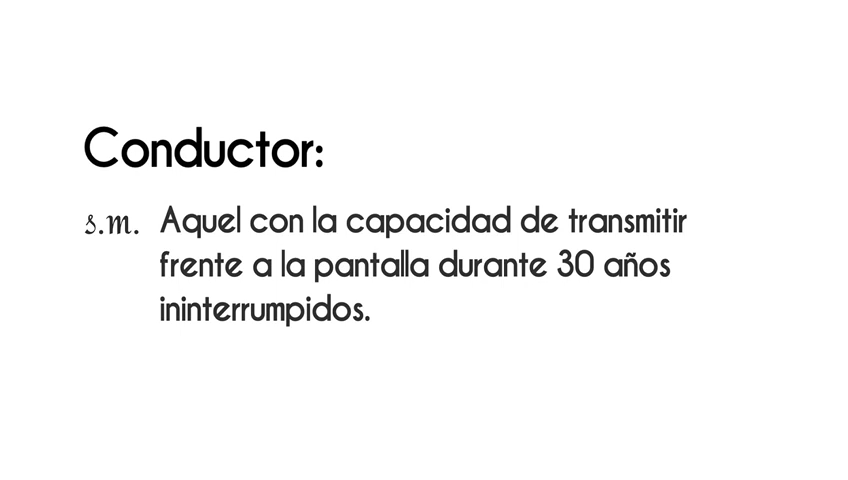 Conductor:
s.m. Aquel con la capacidad de transmitir
frente a la pantalla durante 30 años
ininterrumpidos.